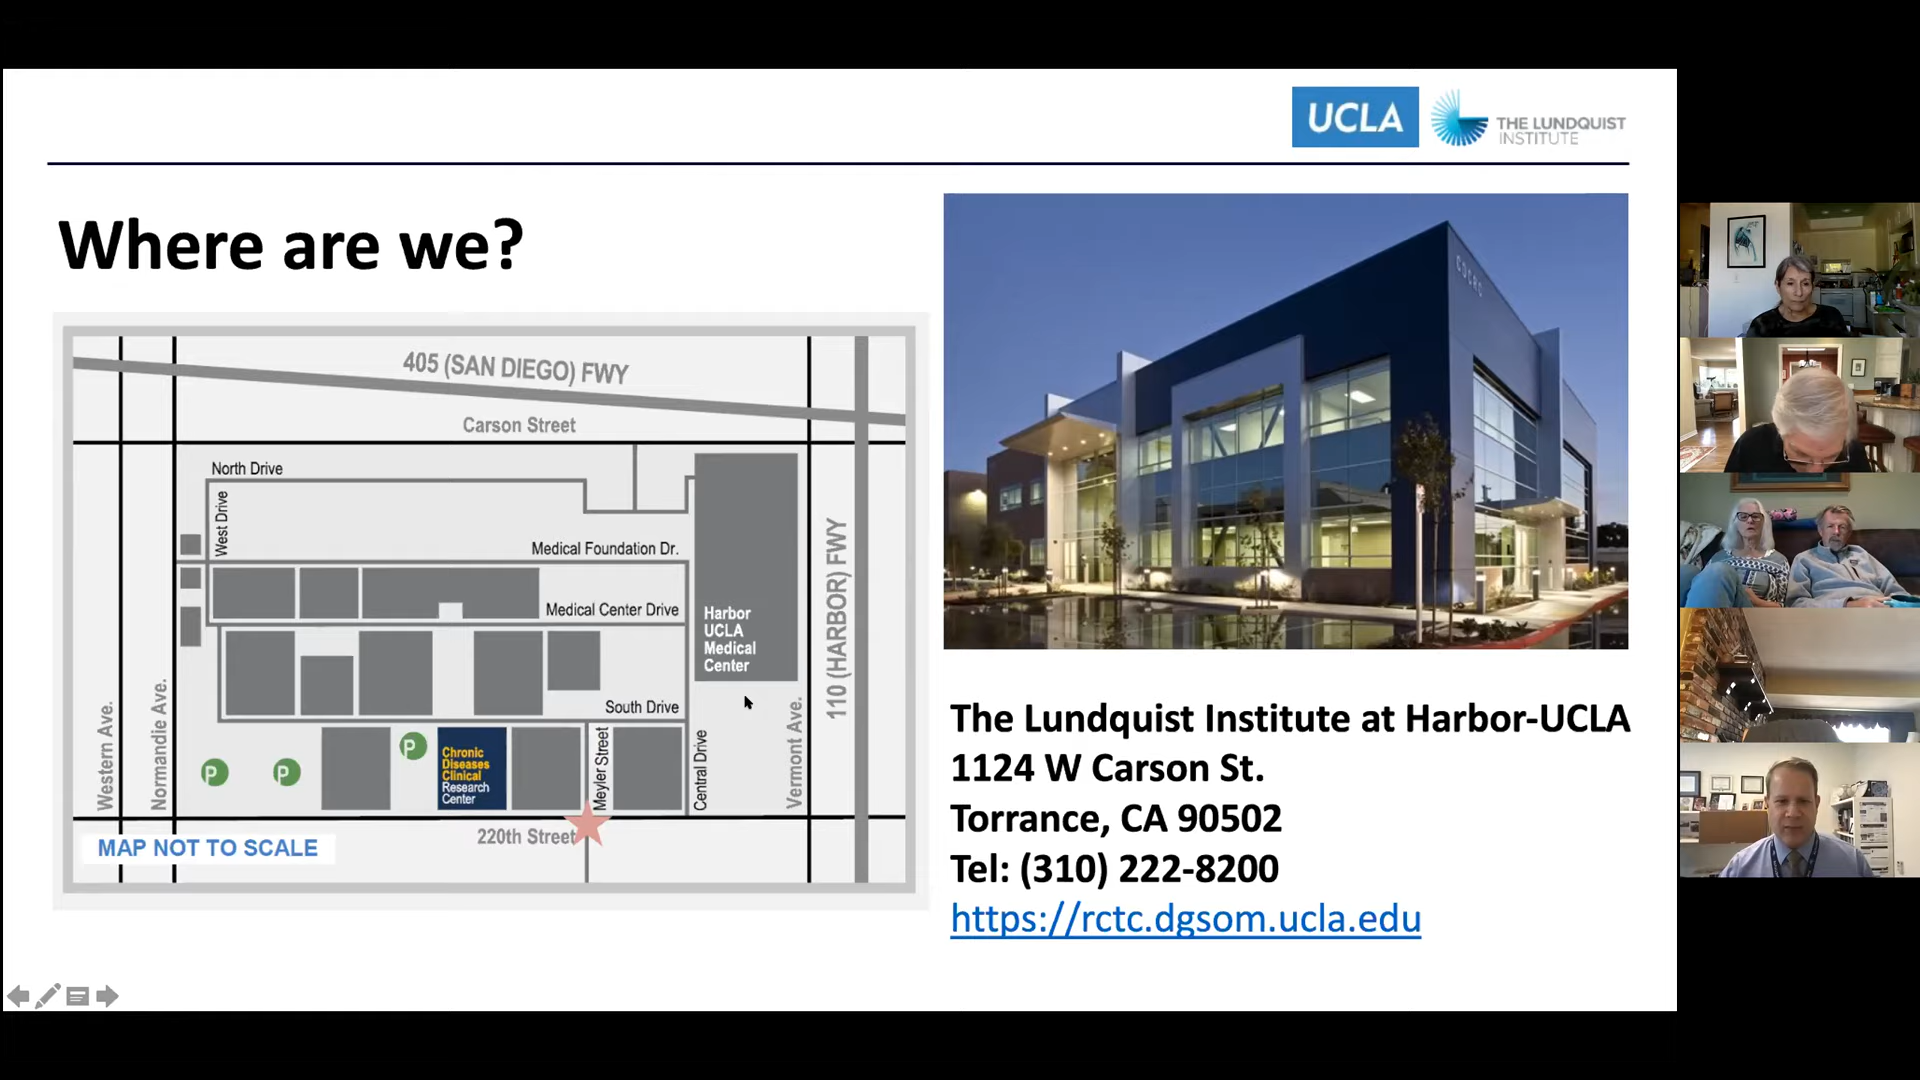 UCLA
THE LUNDQUIST
INSTITUTE
Where are we?
405 (SAN DIEGO) FWY
Carson Street
North Drive
West Drive
Medical Foundation Dr.
Medical Center Drive
Harbor
UCLA
Medical
Center
110 (HARBOR) FWY
South Drive
Western Ave.
Normandie Ave.
P
P
P
Chronic
Diseases
Clinical
Research
Center
Meyler Street
Central Drive
Vermont Ave.
220th Street
MAP NOT TO SCALE
CDCRC
The Lundquist Institute at Harbor-UCLA
1124 W Carson St.
Torrance, CA 90502
Tel: (310) 222-8200
https://rctc.dgsom.ucla.edu